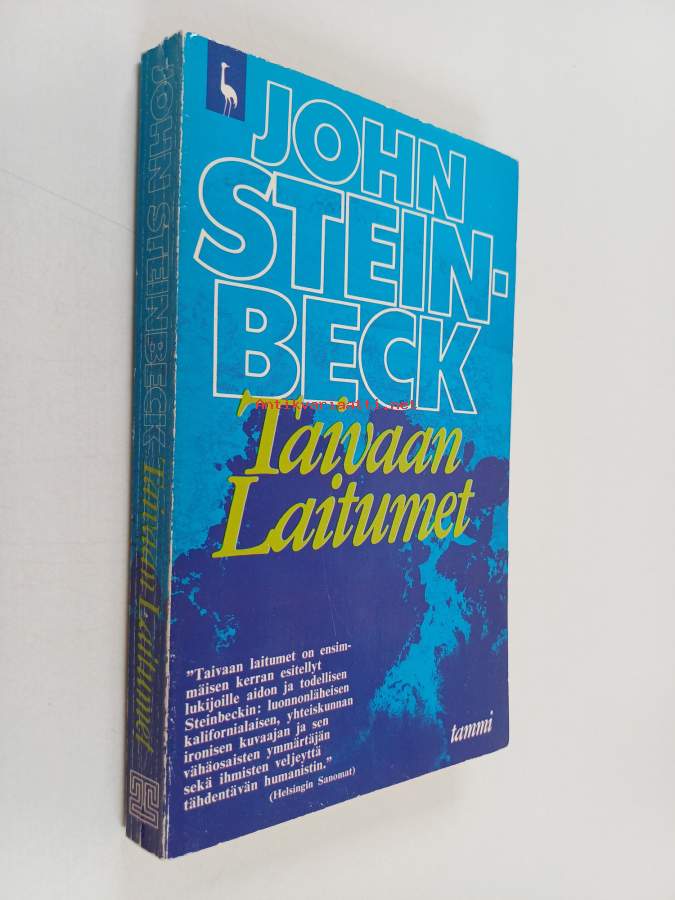 JOHN
STEIN-
BECK
Taivaan
Laitumet
"Taivaan laitumet on ensim-
mäisen kerran esitellyt
lukijoille aidon ja todellisen
Steinbeckin: luonnonläheisen
kalifornialaisen, yhteiskunnan
ironisen kuvaajan ja sen
vähäosaisten ymmärtäjän
sekä ihmisten veljeyttä
tähdentävän humanistin."
(Helsingin Sanomat)
tammi
JOHN STEINBECK Taivaan Laitumet
Antikvariaatti.net